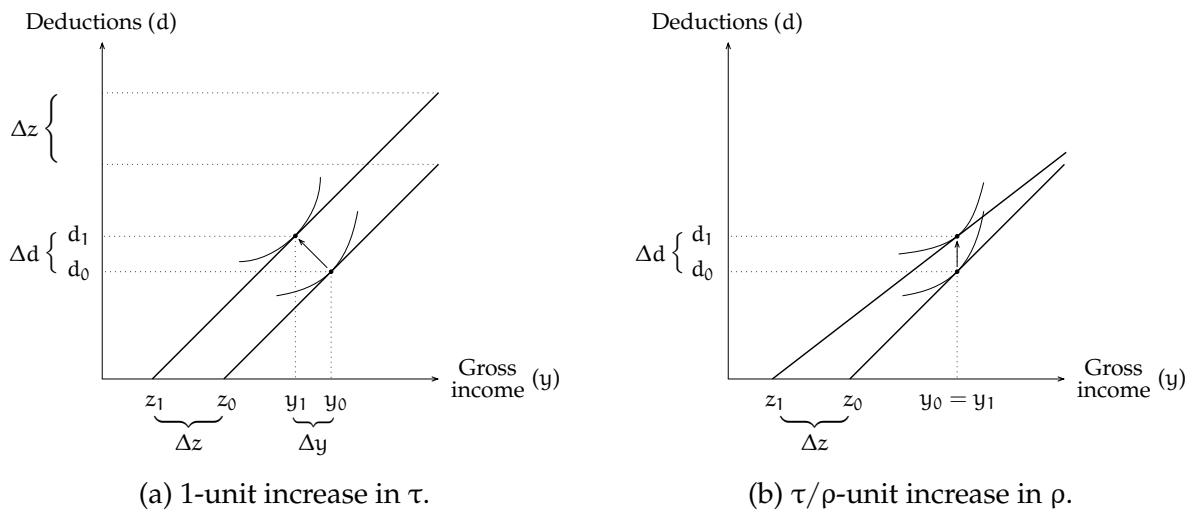 Deductions (d)
Δz
d₁
Δd
d₀
Gross
income (y)
z₁ z₀ y₁ y₀
Δz Δy
(a) 1-unit increase in τ.
Deductions (d)
d₁
Δd
d₀
Gross
income (y)
z₁ z₀ y₀ = y₁
Δz
(b) τ/ρ-unit increase in ρ.